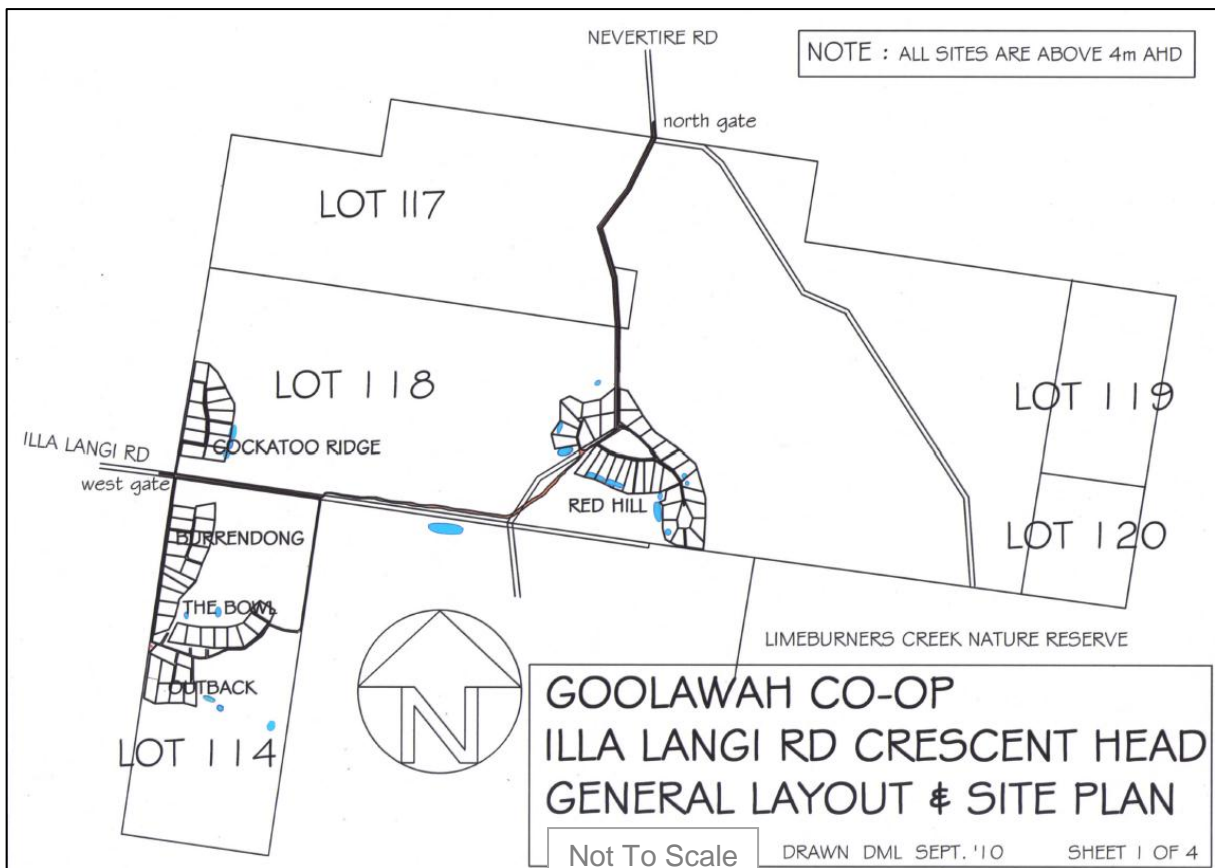 NEVERTIRE RD
NOTE : ALL SITES ARE ABOVE 4m AHD
north gate
LOT 117
LOT 118
LOT 119
COCKATOO RIDGE
ILLA LANGI RD
west gate
RED HILL
BURRENDONG
LOT 120
THE BOWL
LIMEBURNERS CREEK NATURE RESERVE
OUTBACK
LOT 114
N
GOOLAWAH CO-OP
ILLA LANGI RD CRESCENT HEAD
GENERAL LAYOUT & SITE PLAN
Not To Scale
DRAWN DML SEPT. '10 SHEET 1 OF 4